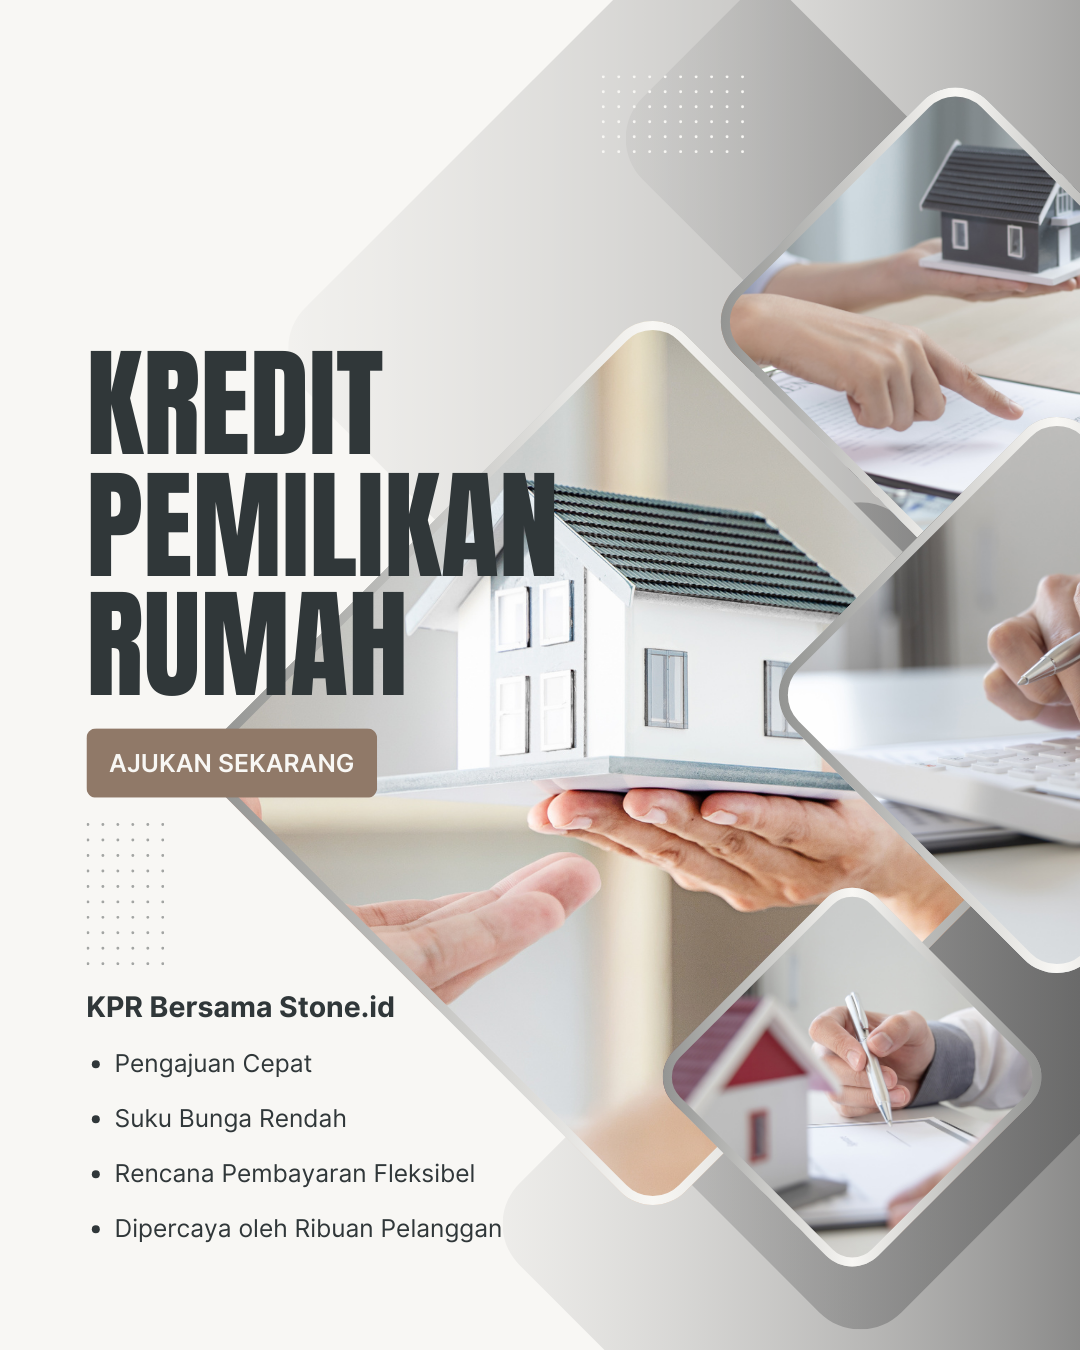 KREDIT
PEMILIKAN
RUMAH
AJUKAN SEKARANG
KPR Bersama Stone.id
• Pengajuan Cepat
• Suku Bunga Rendah
• Rencana Pembayaran Fleksibel
• Dipercaya oleh Ribuan Pelanggan